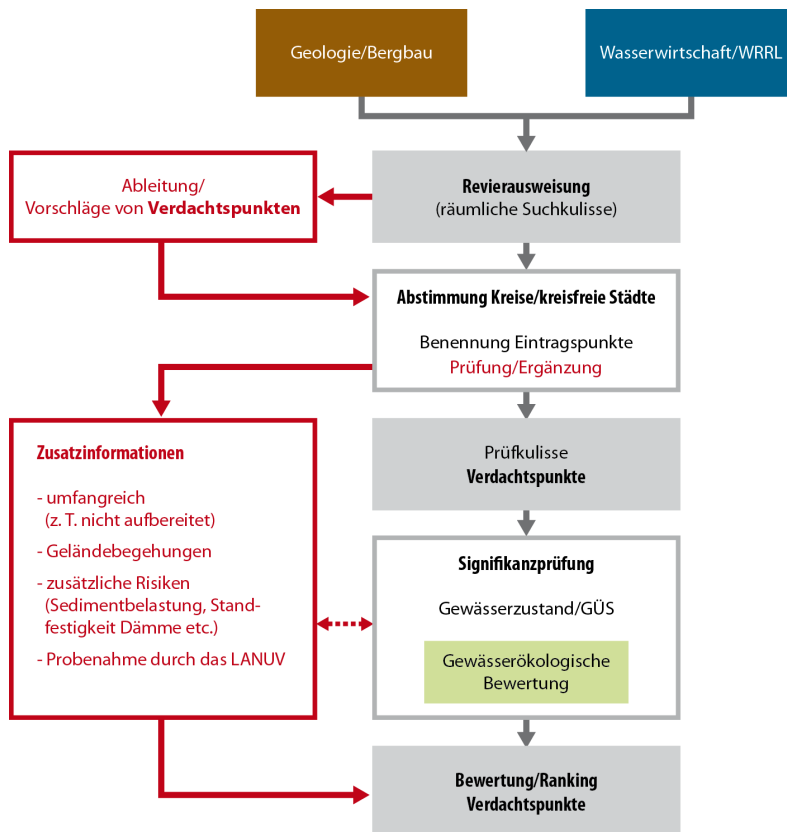 Geologie/Bergbau
Wasserwirtschaft/WRRL
Revierausweisung
(räumliche Suchkulisse)
Ableitung/
Vorschläge von Verdachtspunkten
Abstimmung Kreise/kreisfreie Städte
Benennung Eintragspunkte
Prüfung/Ergänzung
Prüfkulisse
Verdachtspunkte
Zusatzinformationen
- umfangreich
(z. T. nicht aufbereitet)
- Geländebegehungen
- zusätzliche Risiken
(Sedimentbelastung, Stand-
festigkeit Dämme etc.)
- Probenahme durch das LANUV
Signifikanzprüfung
Gewässerzustand/GÜS
Gewässerökologische
Bewertung
Bewertung/Ranking
Verdachtspunkte